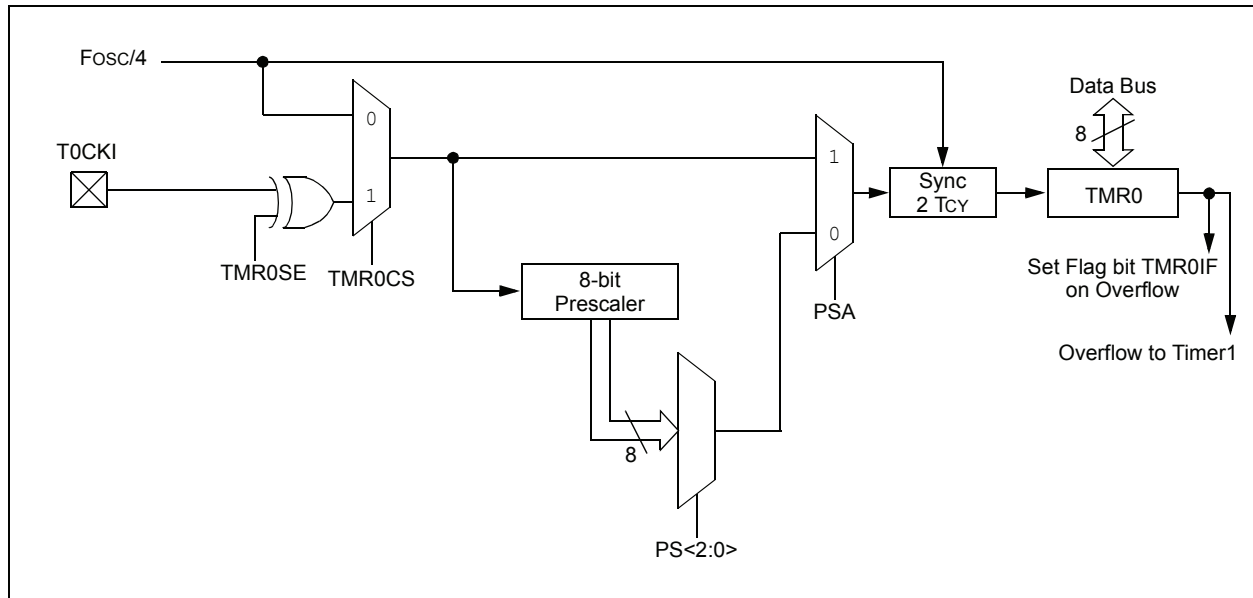 FOSC/4
Data Bus
0
8
T0CKI
1
1
Sync
2 TCY
TMR0
0
TMR0SE
TMR0CS
8-bit
Prescaler
PSA
Set Flag bit TMR0IF
on Overflow
Overflow to Timer1
8
PS<2:0>